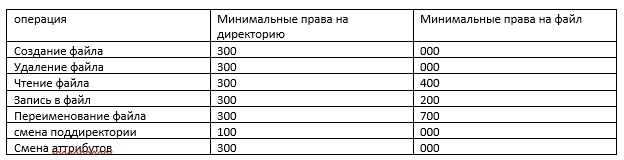 операция Минимальные права на директорию Минимальные права на файл
Создание файла 300 000
Удаление файла 300 000
Чтение файла 300 400
Запись в файл 300 200
Переименование файла 300 700
смена поддиректории 100 000
Смена аттрибутов 300 000